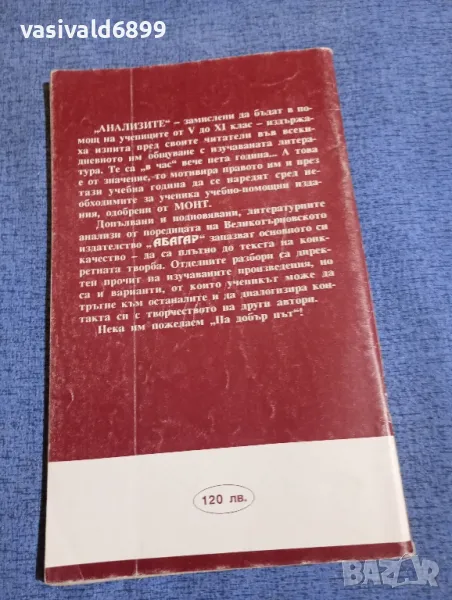 vasivald6899
„АНАЛИЗИТЕ“ – замислени да бъдат в по-
мощ на учениците от V до XI клас – издържа-
ха изпита пред своите читатели във всеки-
дневното им общуване с изучаваната литера-
тура. Те са „в час“ вече пета година... А това
е от значение, то мотивира правото им и през
тази учебна година да се наредят сред нео-
бходимите за ученика учебно-помощни изда-
ния, одобрени от МОНТ.
Допълвани и подновявани, литературните
анализи от поредицата на Великотърновското
издателство „АБАГАР“ запазват основното си
качество – да са плътно до текста на конк-
ретната творба. Отделните разбори са дирек-
тен прочит на изучаваните произведения, но
са и варианти, от които ученикът може да
тръгне към останалите и да диалогизира кон-
такта си с творчеството на други автори.
Нека им пожелаем „На добър път“!
120 лв.
BAZAR